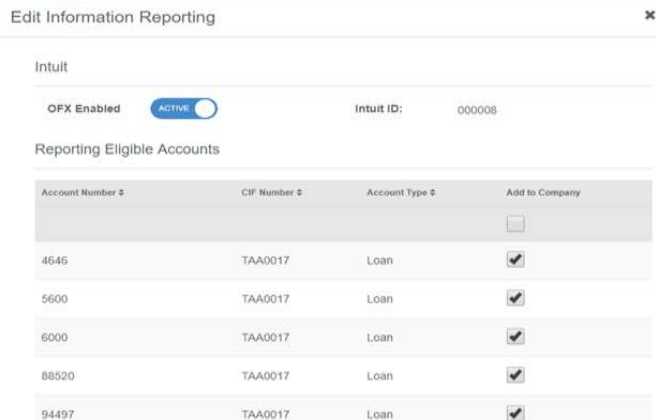 Edit Information Reporting
Intuit
OFX Enabled ACTIVE Intuit ID: 000008
Reporting Eligible Accounts
Account Number CIF Number Account Type Add to Company
4646 TAA0017 Loan
5600 TAA0017 Loan
6000 TAA0017 Loan
88520 TAA0017 Loan
94497 TAA0017 Loan